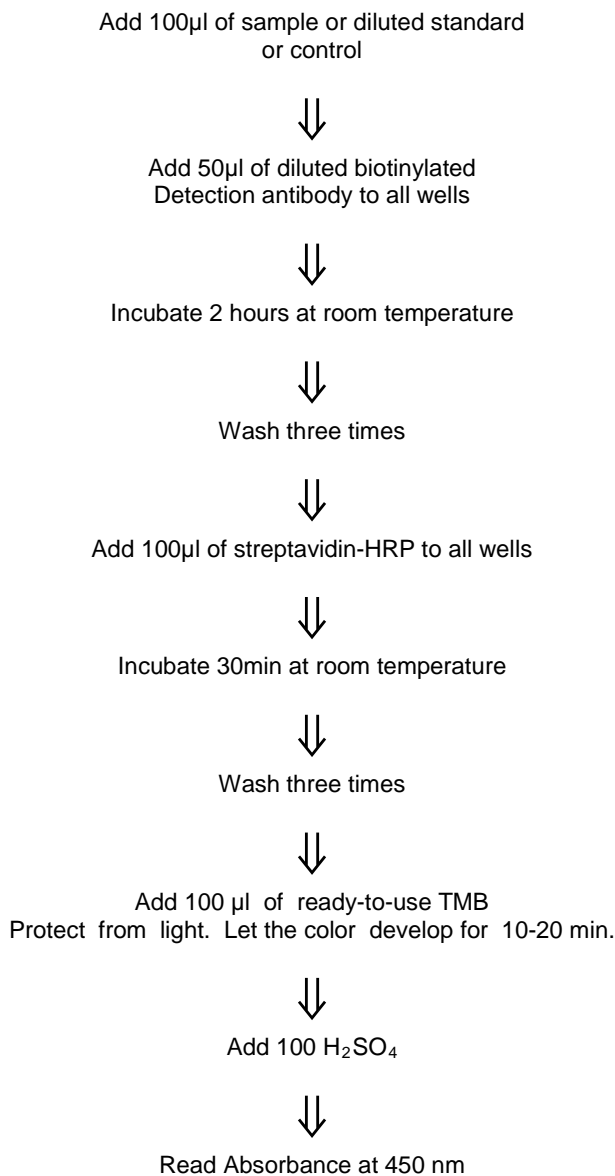 Add 100µl of sample or diluted standard
or control
⇓
Add 50µl of diluted biotinylated
Detection antibody to all wells
⇓
Incubate 2 hours at room temperature
⇓
Wash three times
⇓
Add 100µl of streptavidin-HRP to all wells
⇓
Incubate 30min at room temperature
⇓
Wash three times
⇓
Add 100 µl of ready-to-use TMB
Protect from light. Let the color develop for 10-20 min.
⇓
Add 100 H₂SO₄
⇓
Read Absorbance at 450 nm